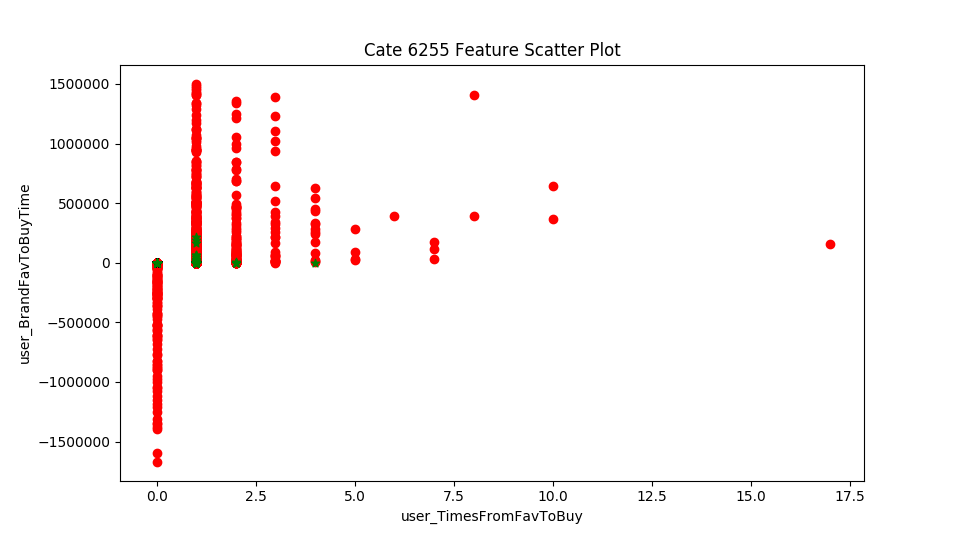 Cate 6255 Feature Scatter Plot
1500000
1000000
500000
0
−500000
−1000000
−1500000
user_BrandFavToBuyTime
0.0 2.5 5.0 7.5 10.0 12.5 15.0 17.5
user_TimesFromFavToBuy